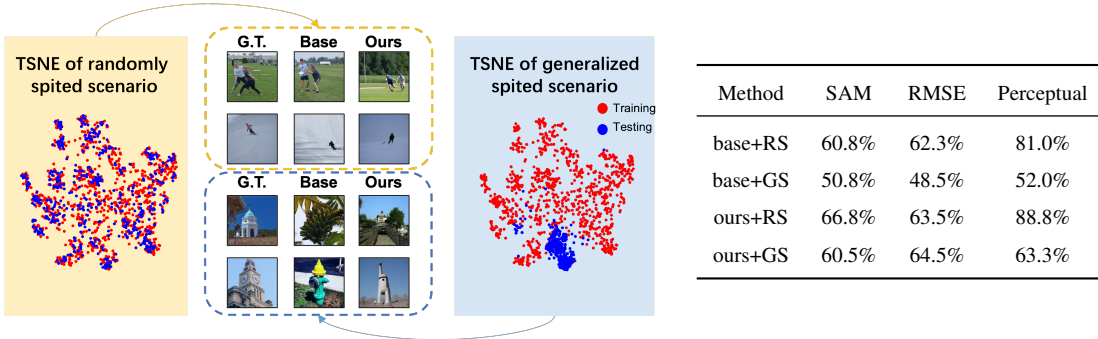 TSNE of randomly
spited scenario
G.T. Base Ours
G.T. Base Ours
TSNE of generalized
spited scenario
Training
Testing
Method SAM RMSE Perceptual
base+RS 60.8% 62.3% 81.0%
base+GS 50.8% 48.5% 52.0%
ours+RS 66.8% 63.5% 88.8%
ours+GS 60.5% 64.5% 63.3%